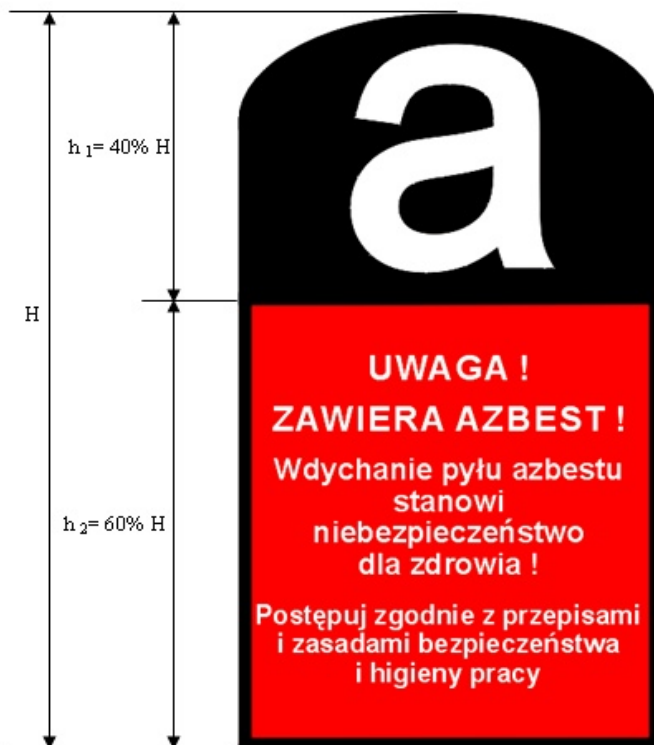 a
h 1= 40% H
H
h 2= 60% H
UWAGA !
ZAWIERA AZBEST !
Wdychanie pyłu azbestu
stanowi
niebezpieczeństwo
dla zdrowia !
Postępuj zgodnie z przepisami
i zasadami bezpieczeństwa
i higieny pracy